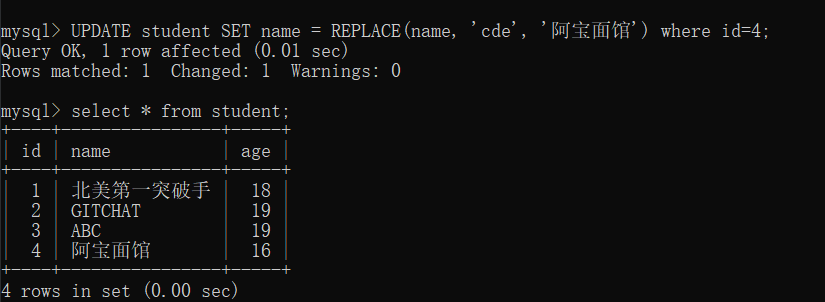 mysql> UPDATE student SET name = REPLACE(name, 'cde', '阿宝面馆') where id=4;
Query OK, 1 row affected (0.01 sec)
Rows matched: 1  Changed: 1  Warnings: 0
mysql> select * from student;
+----+----------------+-----+
| id | name           | age |
+----+----------------+-----+
|  1 | 北美第一突破手 |  18 |
|  2 | GITCHAT        |  19 |
|  3 | ABC            |  19 |
|  4 | 阿宝面馆       |  16 |
+----+----------------+-----+
4 rows in set (0.00 sec)